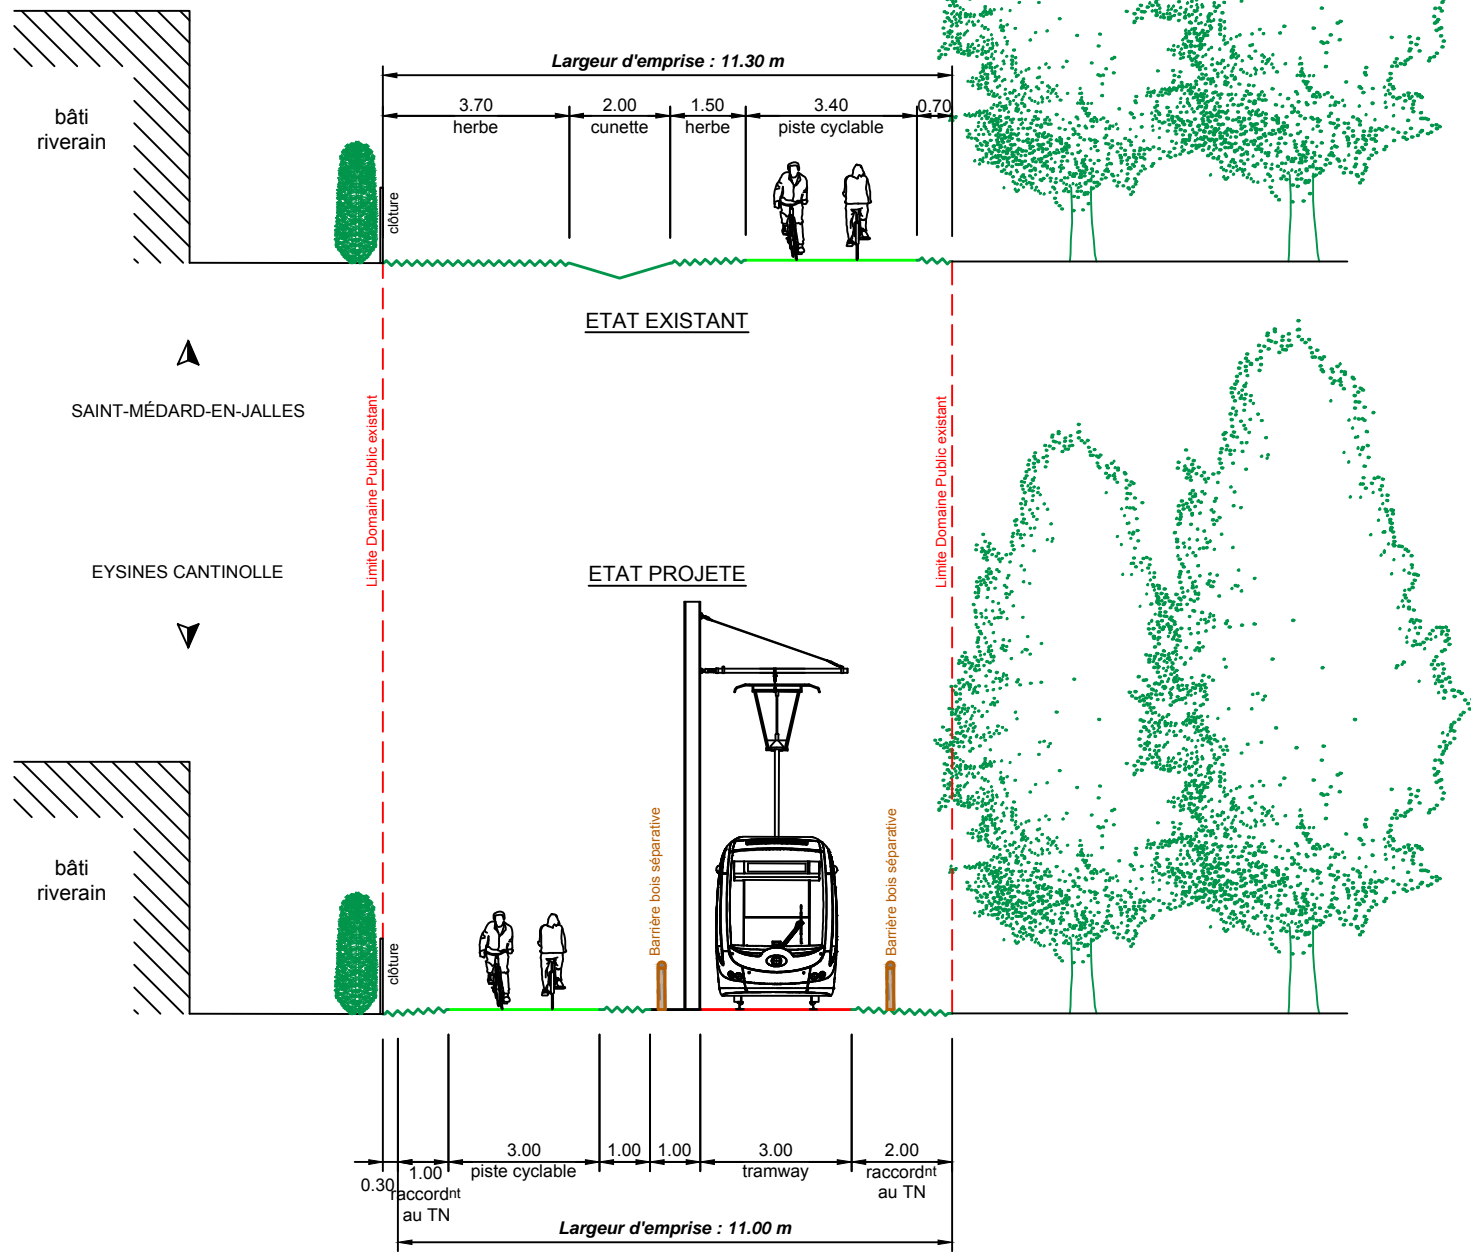 Largeur d'emprise : 11.30 m
3.70
2.00
1.50
3.40
0.70
herbe
cunette
herbe
piste cyclable
bâti
riverain
clôture
ETAT EXISTANT
SAINT-MÉDARD-EN-JALLES
Limite Domaine Public existant
Limite Domaine Public existant
EYSINES CANTINOLLE
ETAT PROJETE
bâti
riverain
clôture
Barrière bois séparative
Barrière bois séparative
0.30
1.00
raccordnt
au TN
3.00
piste cyclable
1.00
1.00
3.00
tramway
2.00
raccordnt
au TN
Largeur d'emprise : 11.00 m